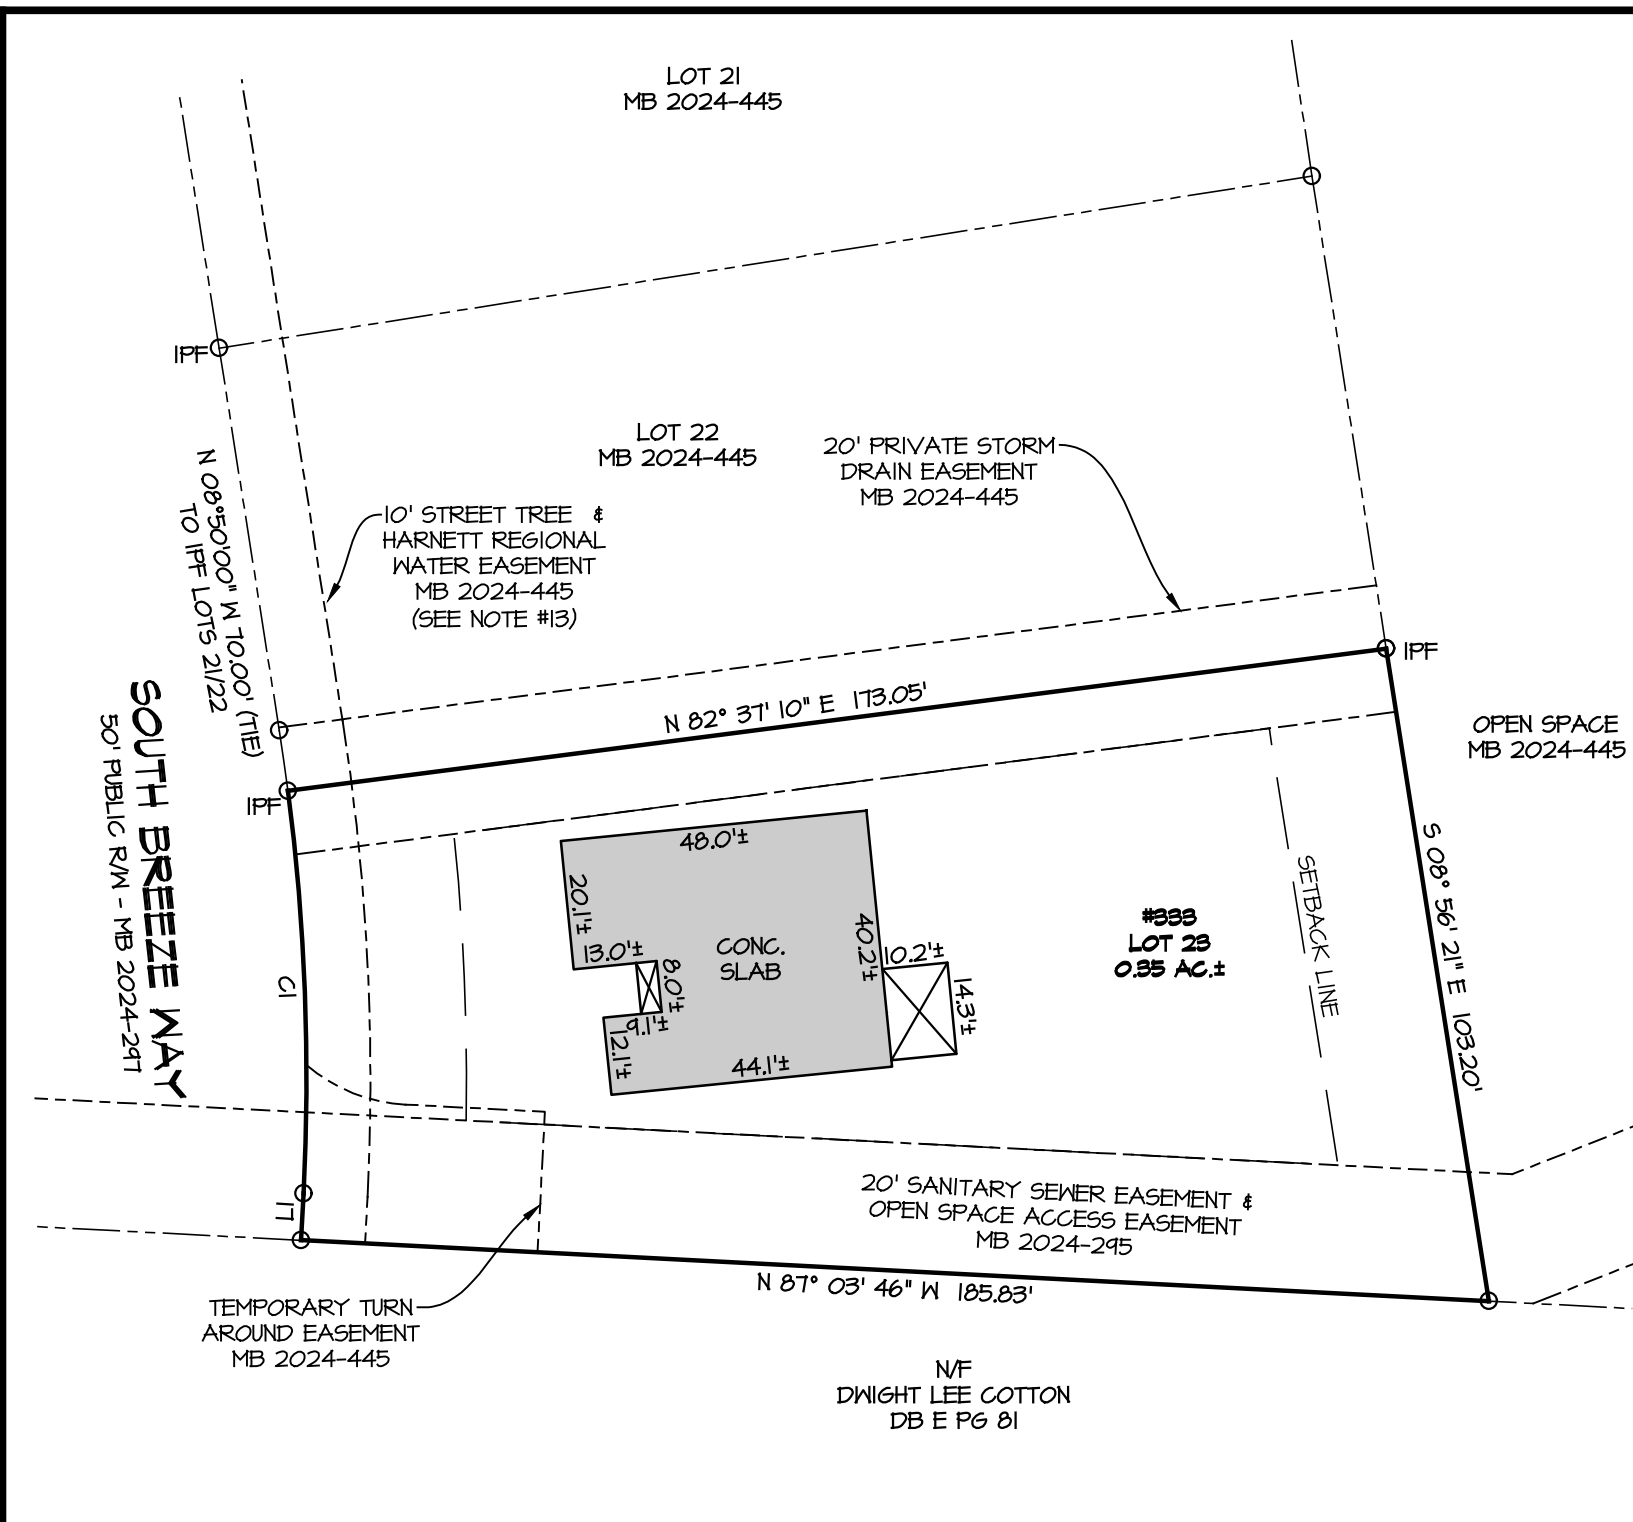 LOT 21
MB 2024-445
IPF
LOT 22
MB 2024-445
20' PRIVATE STORM
DRAIN EASEMENT
MB 2024-445
N 08°50'00" W 70.00' (TIE)
TO IPF LOTS 21/22
10' STREET TREE &
HARNETT REGIONAL
WATER EASEMENT
MB 2024-445
(SEE NOTE #13)
IPF
N 82° 37' 10" E 173.05'
OPEN SPACE
MB 2024-445
IPF
SOUTH BREEZE WAY
50' PUBLIC R/W - MB 2024-297
48.0'±
20.1'±
13.0'±
8.0'±
9.1'±
12.1'±
44.1'±
CONC.
SLAB
40.2'±
10.2'±
14.3'±
#333
LOT 23
0.35 AC.±
SETBACK LINE
S 08° 56' 21" E 103.20'
C1
L1
20' SANITARY SEWER EASEMENT &
OPEN SPACE ACCESS EASEMENT
MB 2024-295
N 87° 03' 46" W 185.83'
TEMPORARY TURN
AROUND EASEMENT
MB 2024-445
N/F
DWIGHT LEE COTTON
DB E PG 81